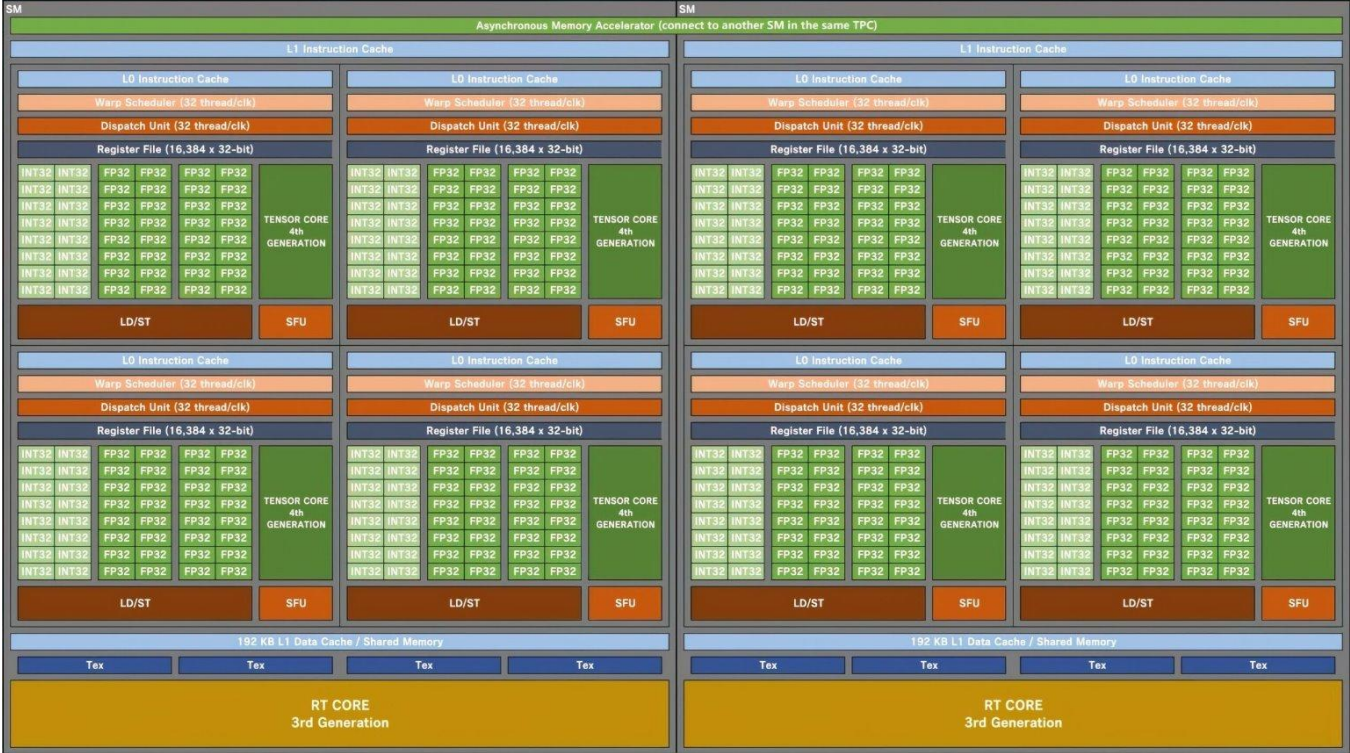 SM SM
Asynchronous Memory Accelerator (connect to another SM in the same TPC)
L1 Instruction Cache L1 Instruction Cache
L0 Instruction Cache L0 Instruction Cache L0 Instruction Cache L0 Instruction Cache
Warp Scheduler (32 thread/clk) Warp Scheduler (32 thread/clk) Warp Scheduler (32 thread/clk) Warp Scheduler (32 thread/clk)
Dispatch Unit (32 thread/clk) Dispatch Unit (32 thread/clk) Dispatch Unit (32 thread/clk) Dispatch Unit (32 thread/clk)
Register File (16,384 x 32-bit) Register File (16,384 x 32-bit) Register File (16,384 x 32-bit) Register File (16,384 x 32-bit)
INT32 INT32 FP32 FP32 FP32 FP32 INT32 INT32 FP32 FP32 FP32 FP32 INT32 INT32 FP32 FP32 FP32 FP32 INT32 INT32 FP32 FP32 FP32 FP32
INT32 INT32 FP32 FP32 FP32 FP32 INT32 INT32 FP32 FP32 FP32 FP32 INT32 INT32 FP32 FP32 FP32 FP32 INT32 INT32 FP32 FP32 FP32 FP32
INT32 INT32 FP32 FP32 FP32 FP32 INT32 INT32 FP32 FP32 FP32 FP32 INT32 INT32 FP32 FP32 FP32 FP32 INT32 INT32 FP32 FP32 FP32 FP32
INT32 INT32 FP32 FP32 FP32 FP32 TENSOR CORE INT32 INT32 FP32 FP32 FP32 FP32 TENSOR CORE INT32 INT32 FP32 FP32 FP32 FP32 TENSOR CORE INT32 INT32 FP32 FP32 FP32 FP32 TENSOR CORE
4th 4th 4th 4th
INT32 INT32 FP32 FP32 FP32 FP32 GENERATION INT32 INT32 FP32 FP32 FP32 FP32 GENERATION INT32 INT32 FP32 FP32 FP32 FP32 GENERATION INT32 INT32 FP32 FP32 FP32 FP32 GENERATION
INT32 INT32 FP32 FP32 FP32 FP32 INT32 INT32 FP32 FP32 FP32 FP32 INT32 INT32 FP32 FP32 FP32 FP32 INT32 INT32 FP32 FP32 FP32 FP32
INT32 INT32 FP32 FP32 FP32 FP32 INT32 INT32 FP32 FP32 FP32 FP32 INT32 INT32 FP32 FP32 FP32 FP32 INT32 INT32 FP32 FP32 FP32 FP32
INT32 INT32 FP32 FP32 FP32 FP32 INT32 INT32 FP32 FP32 FP32 FP32 INT32 INT32 FP32 FP32 FP32 FP32 INT32 INT32 FP32 FP32 FP32 FP32
LD/ST SFU LD/ST SFU LD/ST SFU LD/ST SFU
L0 Instruction Cache L0 Instruction Cache L0 Instruction Cache L0 Instruction Cache
Warp Scheduler (32 thread/clk) Warp Scheduler (32 thread/clk) Warp Scheduler (32 thread/clk) Warp Scheduler (32 thread/clk)
Dispatch Unit (32 thread/clk) Dispatch Unit (32 thread/clk) Dispatch Unit (32 thread/clk) Dispatch Unit (32 thread/clk)
Register File (16,384 x 32-bit) Register File (16,384 x 32-bit) Register File (16,384 x 32-bit) Register File (16,384 x 32-bit)
INT32 INT32 FP32 FP32 FP32 FP32 INT32 INT32 FP32 FP32 FP32 FP32 INT32 INT32 FP32 FP32 FP32 FP32 INT32 INT32 FP32 FP32 FP32 FP32
INT32 INT32 FP32 FP32 FP32 FP32 INT32 INT32 FP32 FP32 FP32 FP32 INT32 INT32 FP32 FP32 FP32 FP32 INT32 INT32 FP32 FP32 FP32 FP32
INT32 INT32 FP32 FP32 FP32 FP32 INT32 INT32 FP32 FP32 FP32 FP32 INT32 INT32 FP32 FP32 FP32 FP32 INT32 INT32 FP32 FP32 FP32 FP32
INT32 INT32 FP32 FP32 FP32 FP32 TENSOR CORE INT32 INT32 FP32 FP32 FP32 FP32 TENSOR CORE INT32 INT32 FP32 FP32 FP32 FP32 TENSOR CORE INT32 INT32 FP32 FP32 FP32 FP32 TENSOR CORE
4th 4th 4th 4th
INT32 INT32 FP32 FP32 FP32 FP32 GENERATION INT32 INT32 FP32 FP32 FP32 FP32 GENERATION INT32 INT32 FP32 FP32 FP32 FP32 GENERATION INT32 INT32 FP32 FP32 FP32 FP32 GENERATION
INT32 INT32 FP32 FP32 FP32 FP32 INT32 INT32 FP32 FP32 FP32 FP32 INT32 INT32 FP32 FP32 FP32 FP32 INT32 INT32 FP32 FP32 FP32 FP32
INT32 INT32 FP32 FP32 FP32 FP32 INT32 INT32 FP32 FP32 FP32 FP32 INT32 INT32 FP32 FP32 FP32 FP32 INT32 INT32 FP32 FP32 FP32 FP32
INT32 INT32 FP32 FP32 FP32 FP32 INT32 INT32 FP32 FP32 FP32 FP32 INT32 INT32 FP32 FP32 FP32 FP32 INT32 INT32 FP32 FP32 FP32 FP32
LD/ST SFU LD/ST SFU LD/ST SFU LD/ST SFU
192 KB L1 Data Cache / Shared Memory 192 KB L1 Data Cache / Shared Memory
Tex Tex Tex Tex Tex Tex Tex Tex
RT CORE RT CORE
3rd Generation 3rd Generation